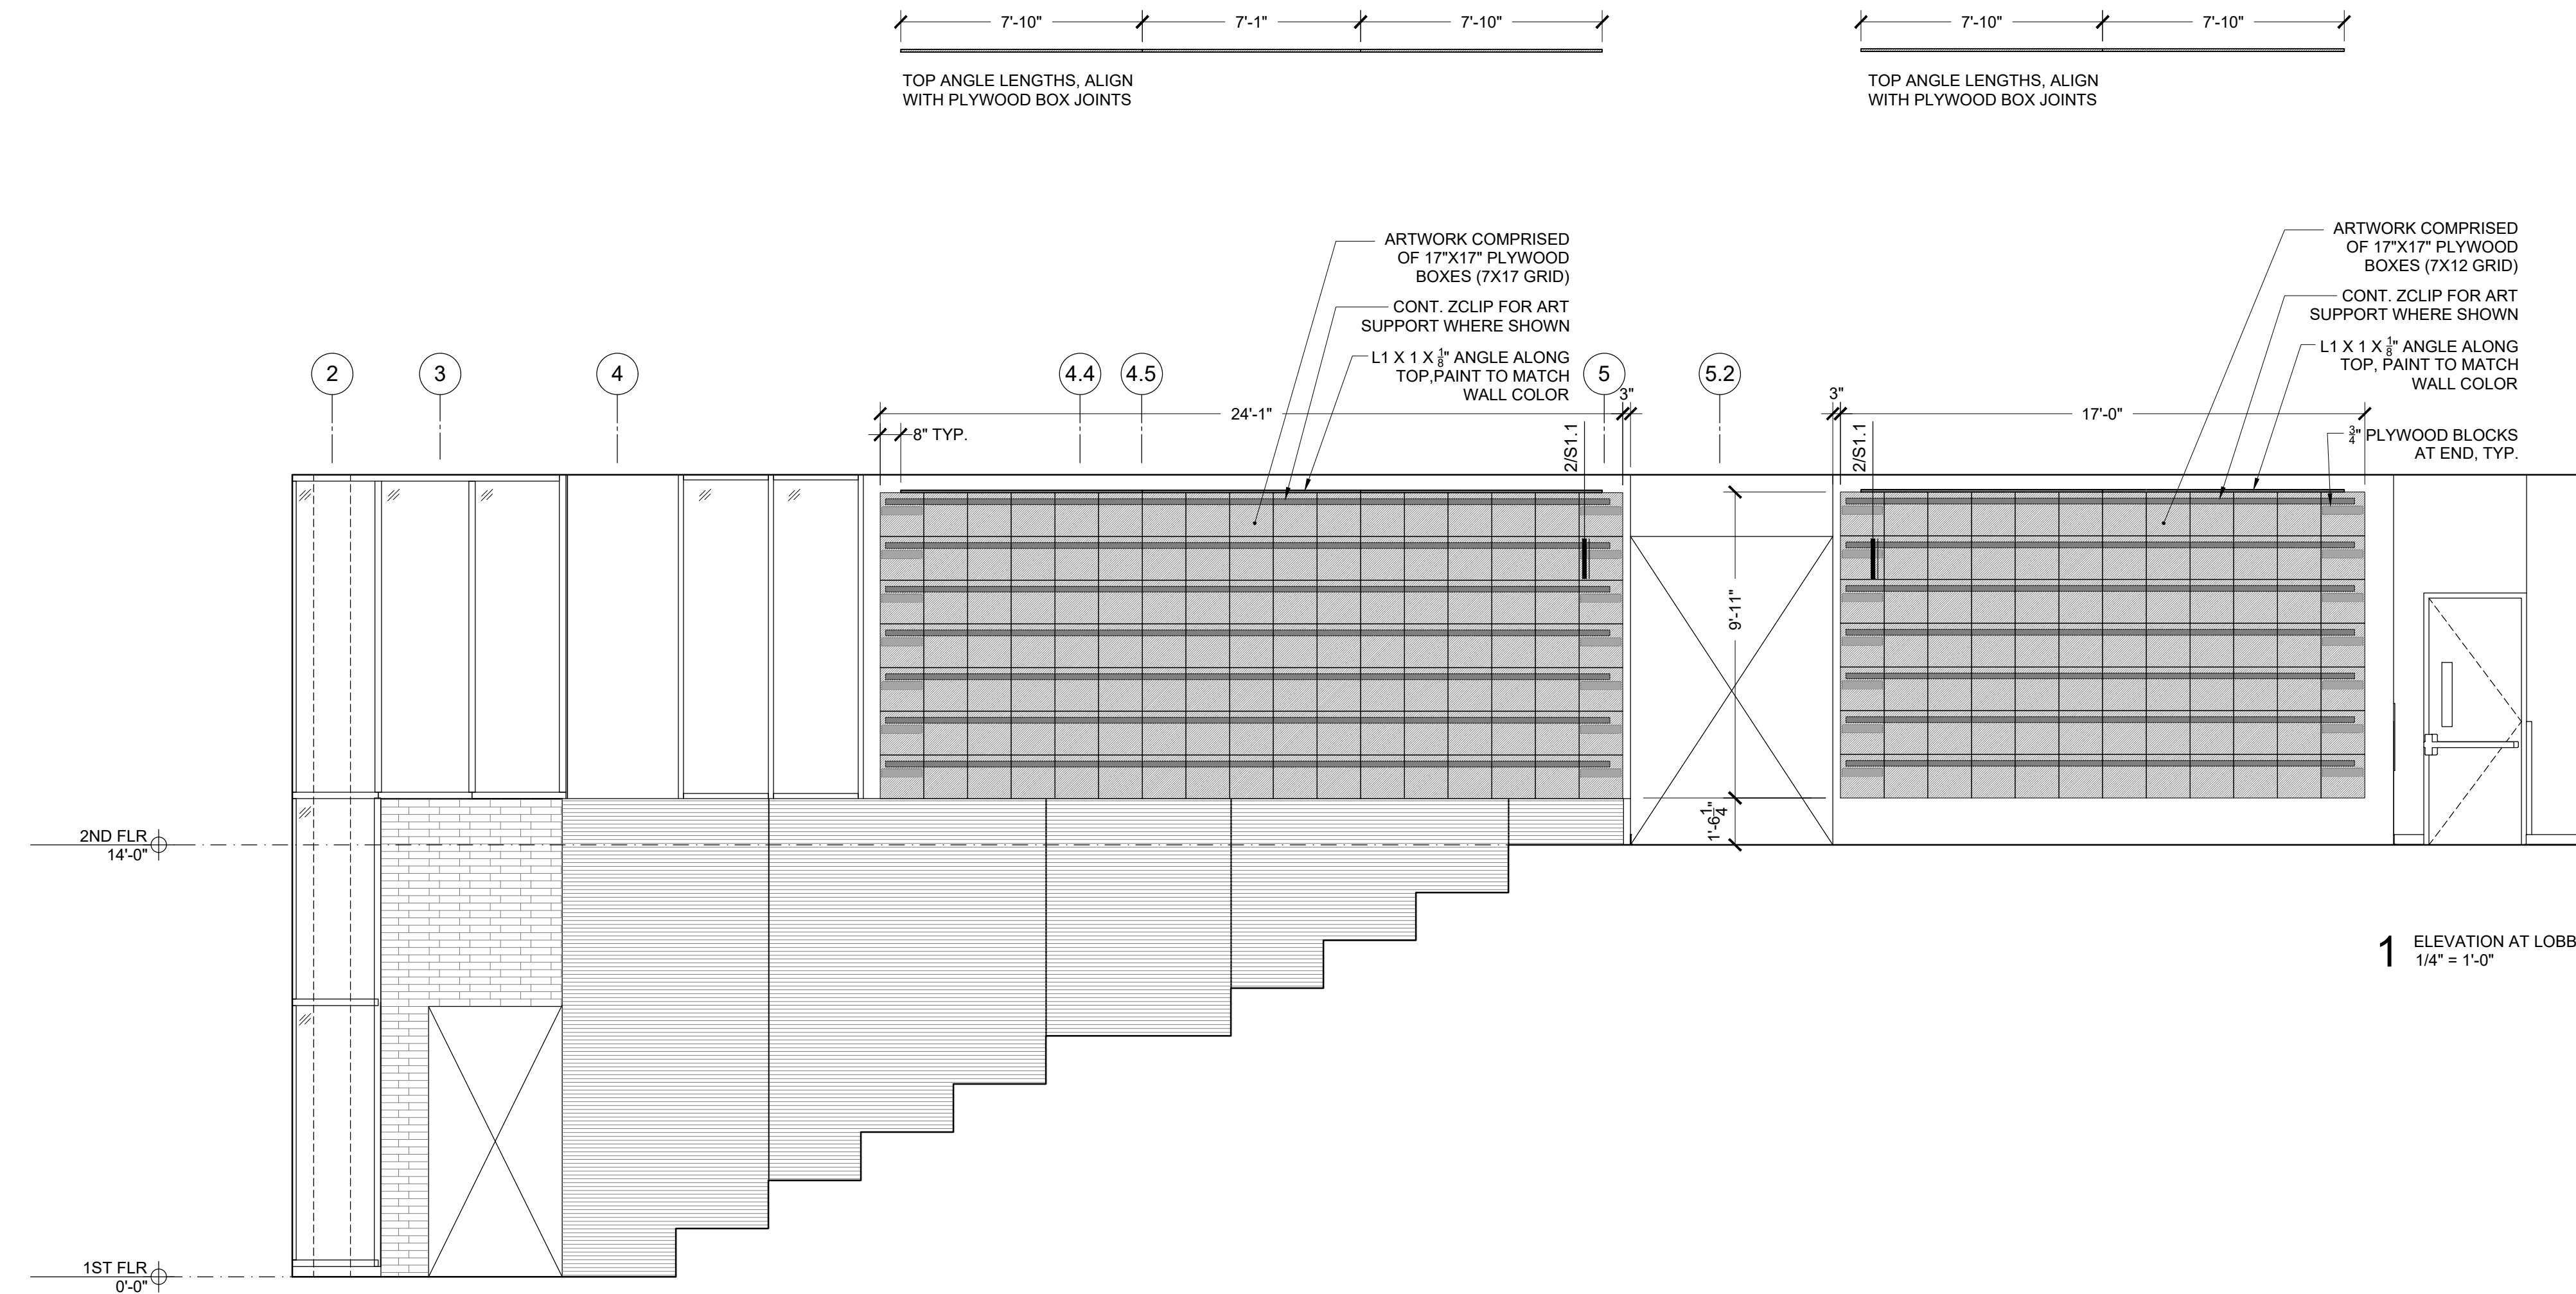 7'-10" 7'-1" 7'-10"
TOP ANGLE LENGTHS, ALIGN
WITH PLYWOOD BOX JOINTS
7'-10" 7'-10"
TOP ANGLE LENGTHS, ALIGN
WITH PLYWOOD BOX JOINTS
ARTWORK COMPRISED
OF 17"X17" PLYWOOD
BOXES (7X17 GRID)
CONT. ZCLIP FOR ART
SUPPORT WHERE SHOWN
L1 X 1 X 1/8" ANGLE ALONG
TOP,PAINT TO MATCH
WALL COLOR
ARTWORK COMPRISED
OF 17"X17" PLYWOOD
BOXES (7X12 GRID)
CONT. ZCLIP FOR ART
SUPPORT WHERE SHOWN
L1 X 1 X 1/8" ANGLE ALONG
TOP, PAINT TO MATCH
WALL COLOR
3/4" PLYWOOD BLOCKS
AT END, TYP.
2 3 4 4.4 4.5 5 5.2
24'-1" 3" 3" 17'-0"
8" TYP.
2/S1.1
2/S1.1
9'-11"
1'-6 1/4"
2ND FLR
14'-0"
1 ELEVATION AT LOBB
1/4" = 1'-0"
1ST FLR
0'-0"